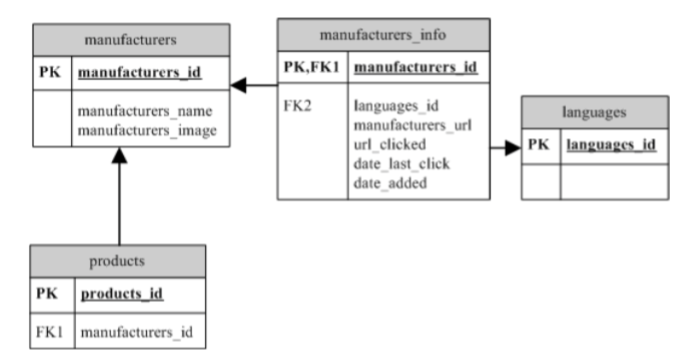 manufacturers
PK manufacturers_id
manufacturers_name
manufacturers_image
manufacturers_info
PK,FK1 manufacturers_id
FK2 languages_id
manufacturers_url
url_clicked
date_last_click
date_added
languages
PK languages_id
products
PK products_id
FK1 manufacturers_id